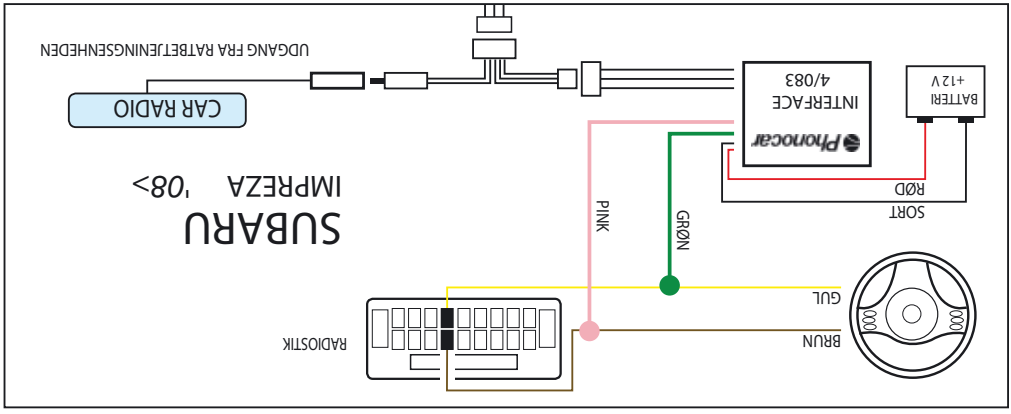 BRUN
RADIOSTIK
GUL
GRØN
PINK
SORT
RØD
SUBARU
IMPREZA '08>
Phonocar
INTERFACE
4/083
BATTERI
+12 V
CAR RADIO
UDGANG FRA RATBETJENINGSENHEDEN